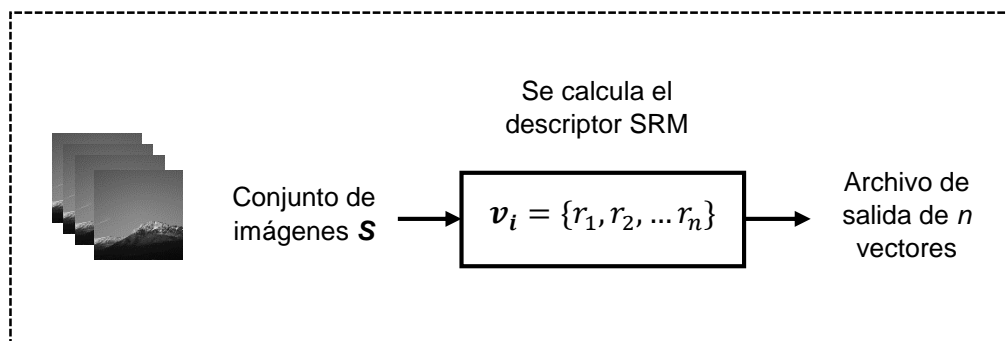 Se calcula el
descriptor SRM
Conjunto de
imágenes S
v_i = {r_1, r_2, … r_n}
Archivo de
salida de n
vectores